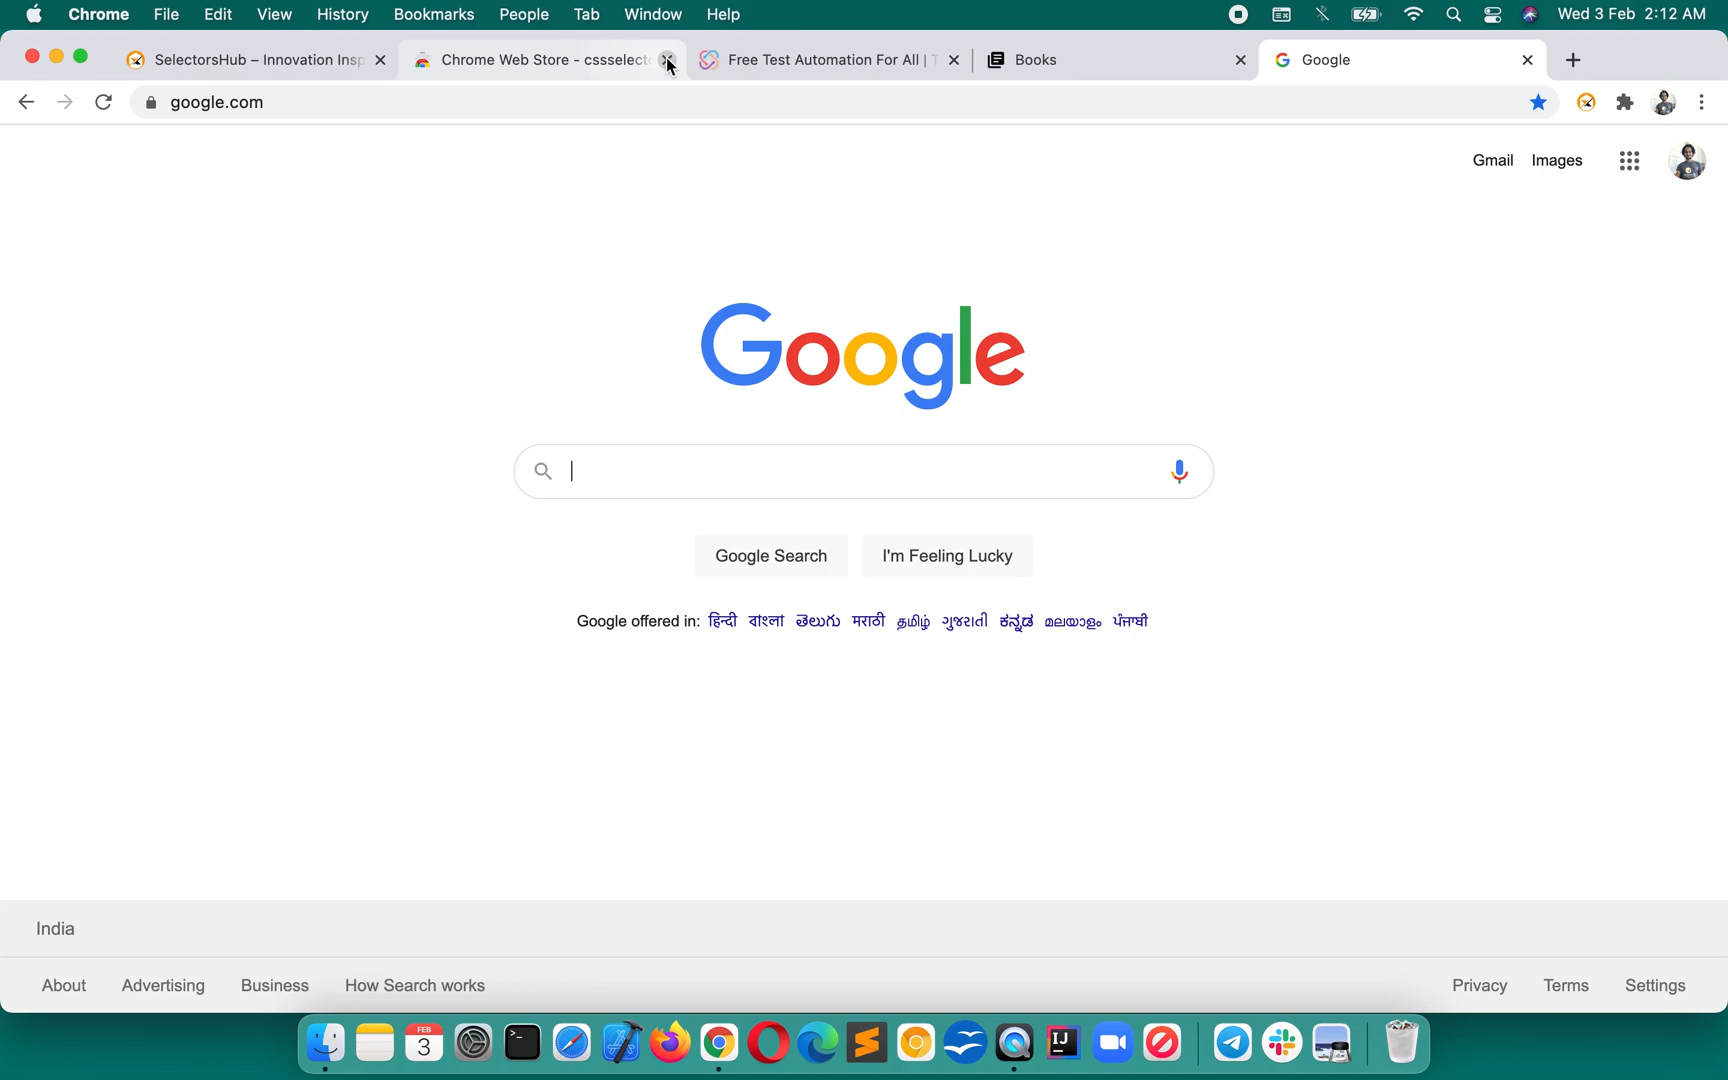 Chrome File Edit View History Bookmarks People Tab Window Help Wed 3 Feb 2:12 AM
SelectorsHub – Innovation Insp Chrome Web Store - cssselect Free Test Automation For All | T Books Google
google.com
Gmail Images
Google
Google Search I'm Feeling Lucky
Google offered in: हिन्दी বাংলা తెలుగు मराठी தமிழ் ગુજરાતી ಕನ್ನಡ മലയാളം ਪੰਜਾਬੀ
India
About Advertising Business How Search works Privacy Terms Settings
FEB
3
IJ